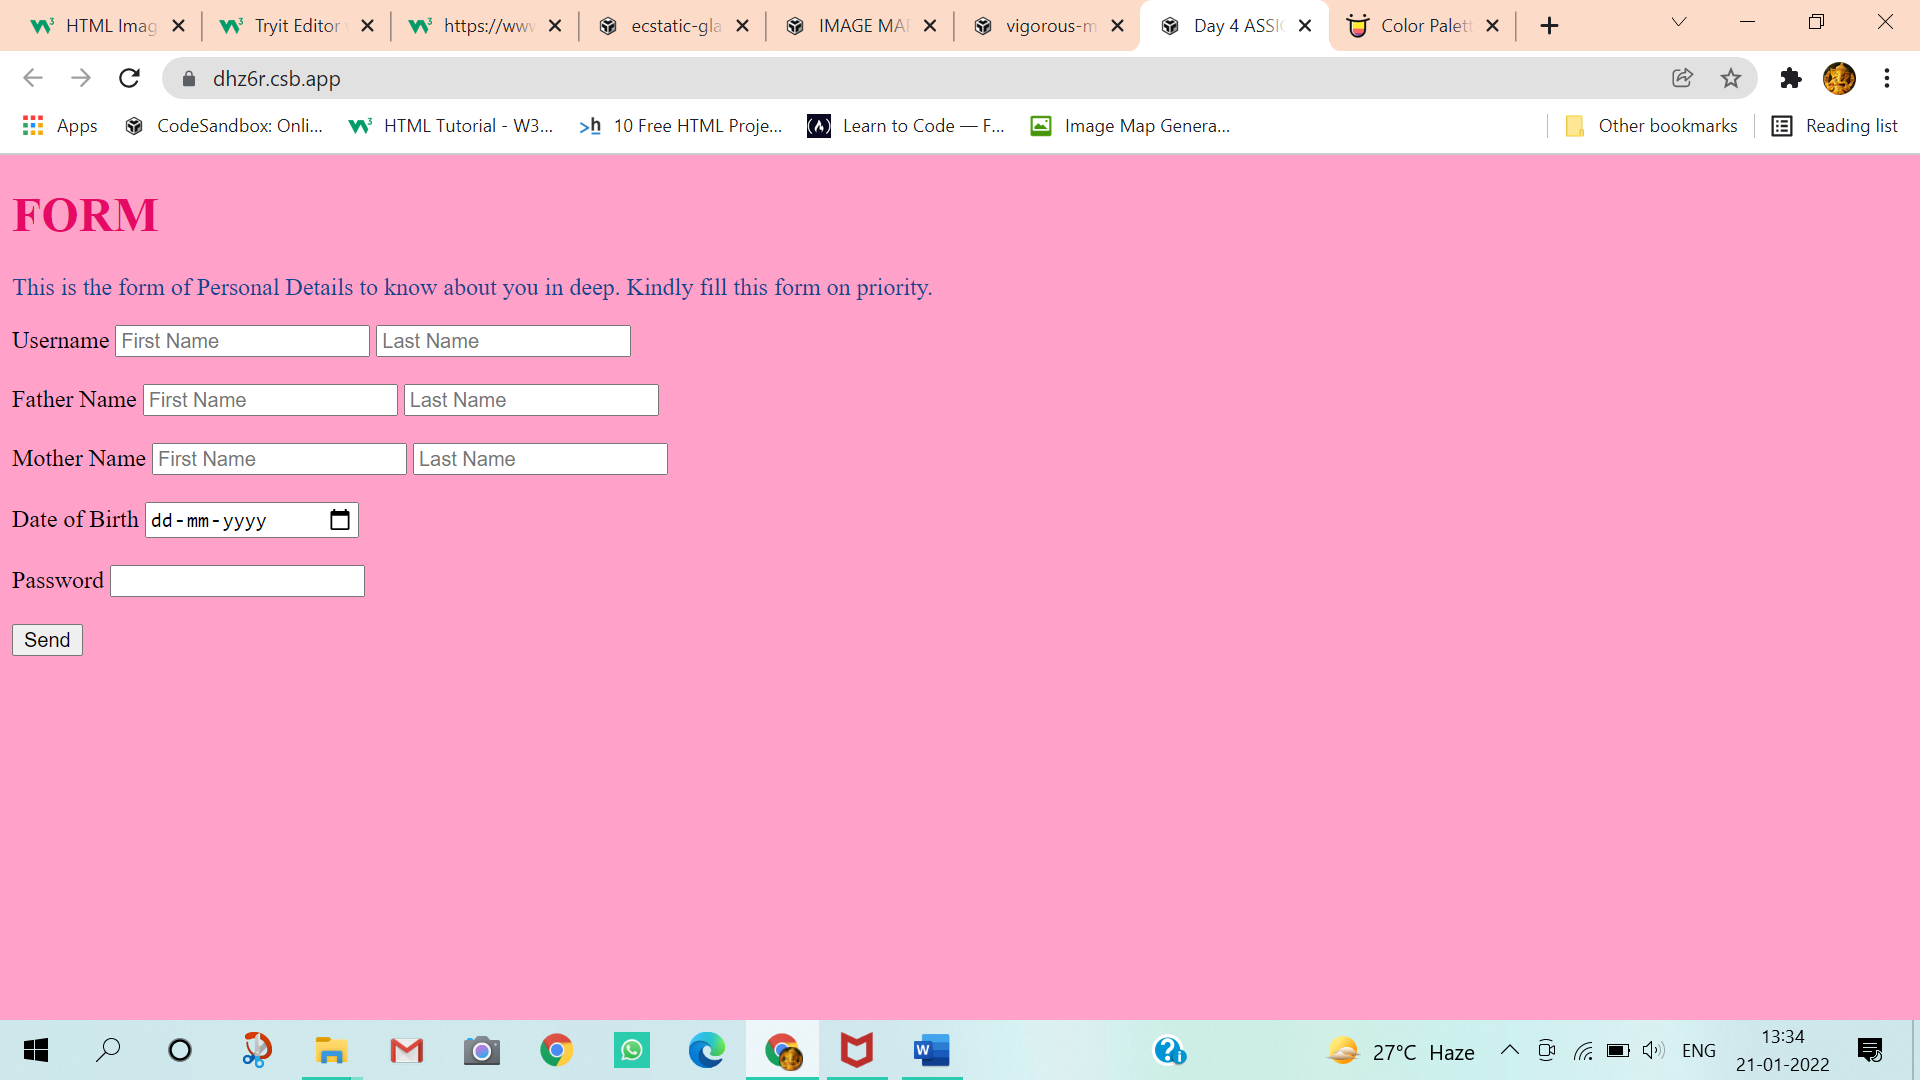 HTML Imag
Tryit Editor
https://www
ecstatic-gla
IMAGE MAP
vigorous-m
Day 4 ASSIG
Color Palett
dhz6r.csb.app
Apps
CodeSandbox: Onli...
HTML Tutorial - W3...
>h 10 Free HTML Proje...
Learn to Code — F...
Image Map Genera...
Other bookmarks
Reading list
FORM
This is the form of Personal Details to know about you in deep. Kindly fill this form on priority.
Username First Name Last Name
Father Name First Name Last Name
Mother Name First Name Last Name
Date of Birth dd-mm-yyyy
Password
Send
27°C Haze
ENG
13:34
21-01-2022